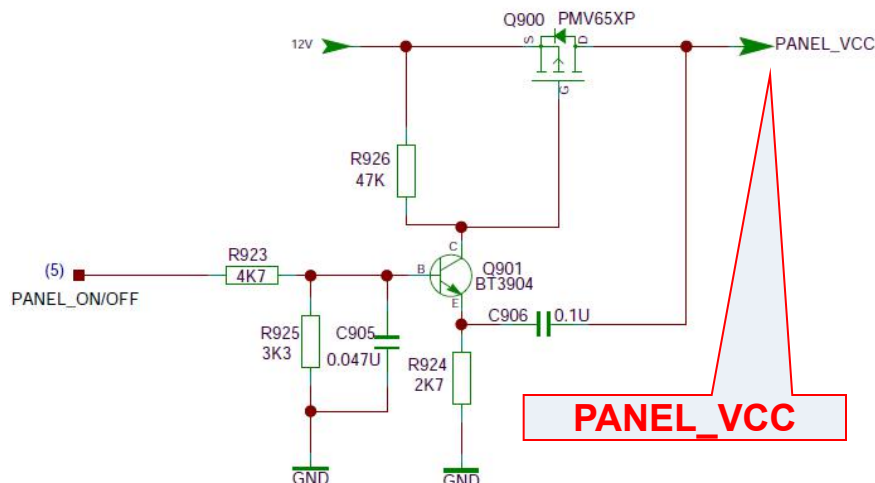 Q900 PMV65XP
12V
S
D
G
PANEL_VCC
R926
47K
C
(5)
R923
4K7
B
Q901
BT3904
PANEL_ON/OFF
E
C906
0.1U
R925
3K3
C905
0.047U
R924
2K7
PANEL_VCC
GND
GND